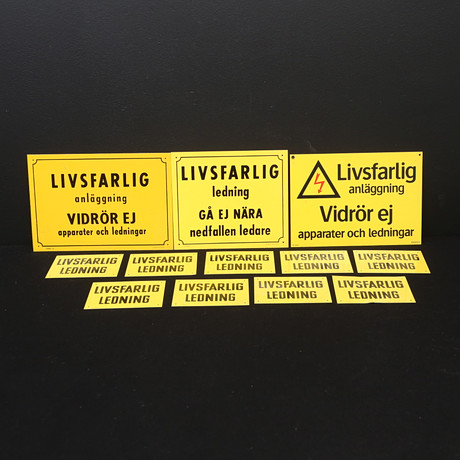 LIVSFARLIG
anläggning
VIDRÖR EJ
apparater och ledningar
LIVSFARLIG
ledning
GÅ EJ NÄRA
nedfallen ledare
Livsfarlig
anläggning
Vidrör ej
apparater och ledningar
LIVSFARLIG
LEDNING
LIVSFARLIG
LEDNING
LIVSFARLIG
LEDNING
LIVSFARLIG
LEDNING
LIVSFARLIG
LEDNING
LIVSFARLIG
LEDNING
LIVSFARLIG
LEDNING
LIVSFARLIG
LEDNING
LIVSFARLIG
LEDNING